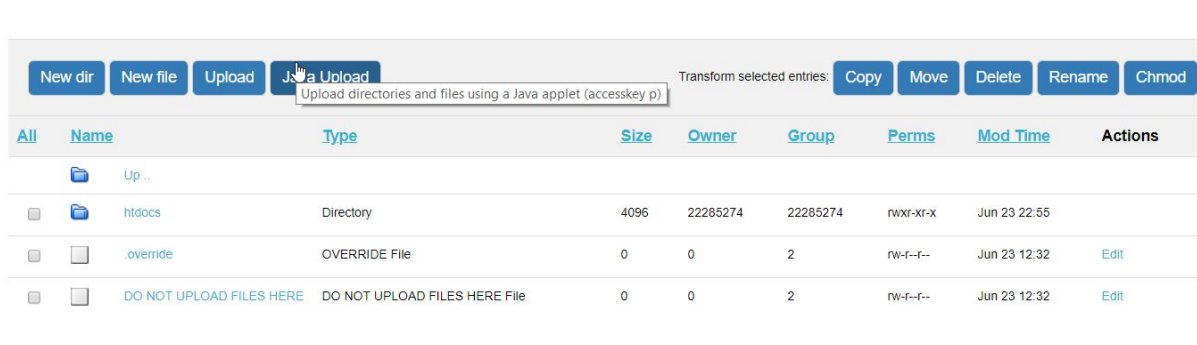 New dir New file Upload Java Upload Transform selected entries: Copy Move Delete Rename Chmod
Upload directories and files using a Java applet (accesskey p)
All Name Type Size Owner Group Perms Mod Time Actions
Up ..
htdocs Directory 4096 22285274 22285274 rwxr-xr-x Jun 23 22:55
.override OVERRIDE File 0 0 2 rw-r--r-- Jun 23 12:32 Edit
DO NOT UPLOAD FILES HERE DO NOT UPLOAD FILES HERE File 0 0 2 rw-r--r-- Jun 23 12:32 Edit